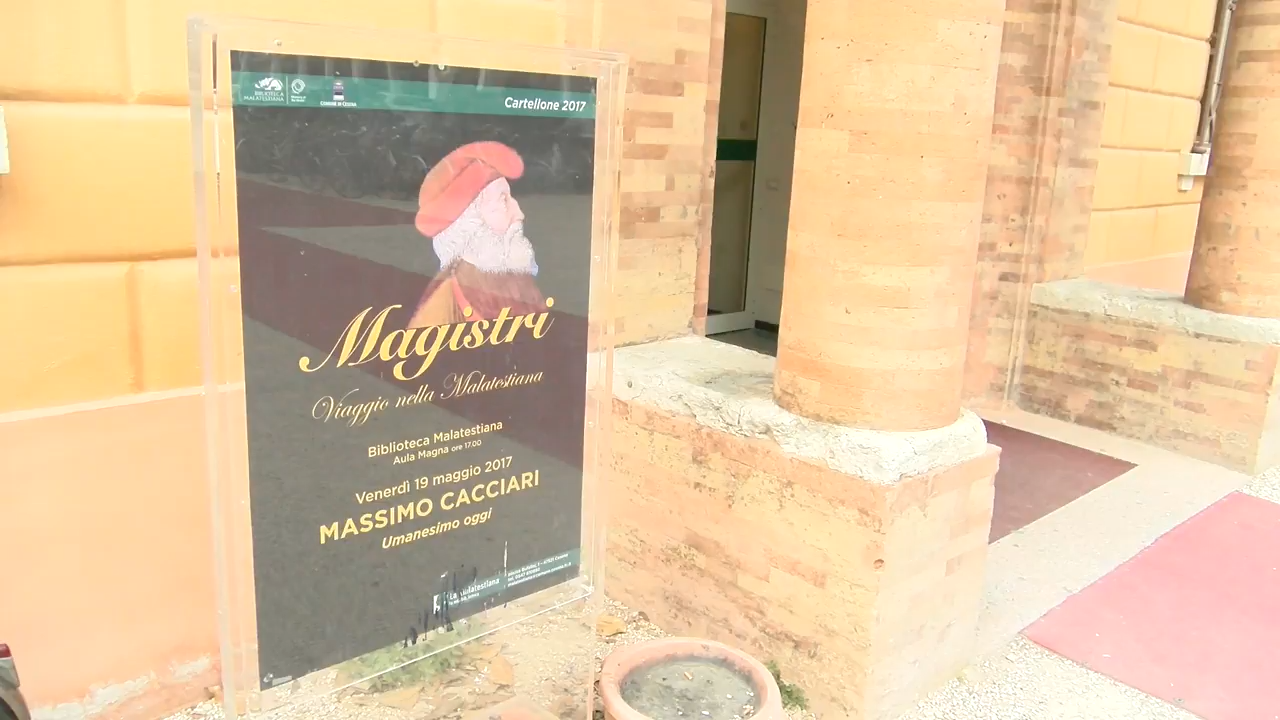 BIBLIOTECA
MALATESTIANA
COMUNE DI CESENA
Cartellone 2017
Magistri
Viaggio nella Malatestiana
Biblioteca Malatestiana
Aula Magna ore 17.00
Venerdì 19 maggio 2017
MASSIMO CACCIARI
Umanesimo oggi